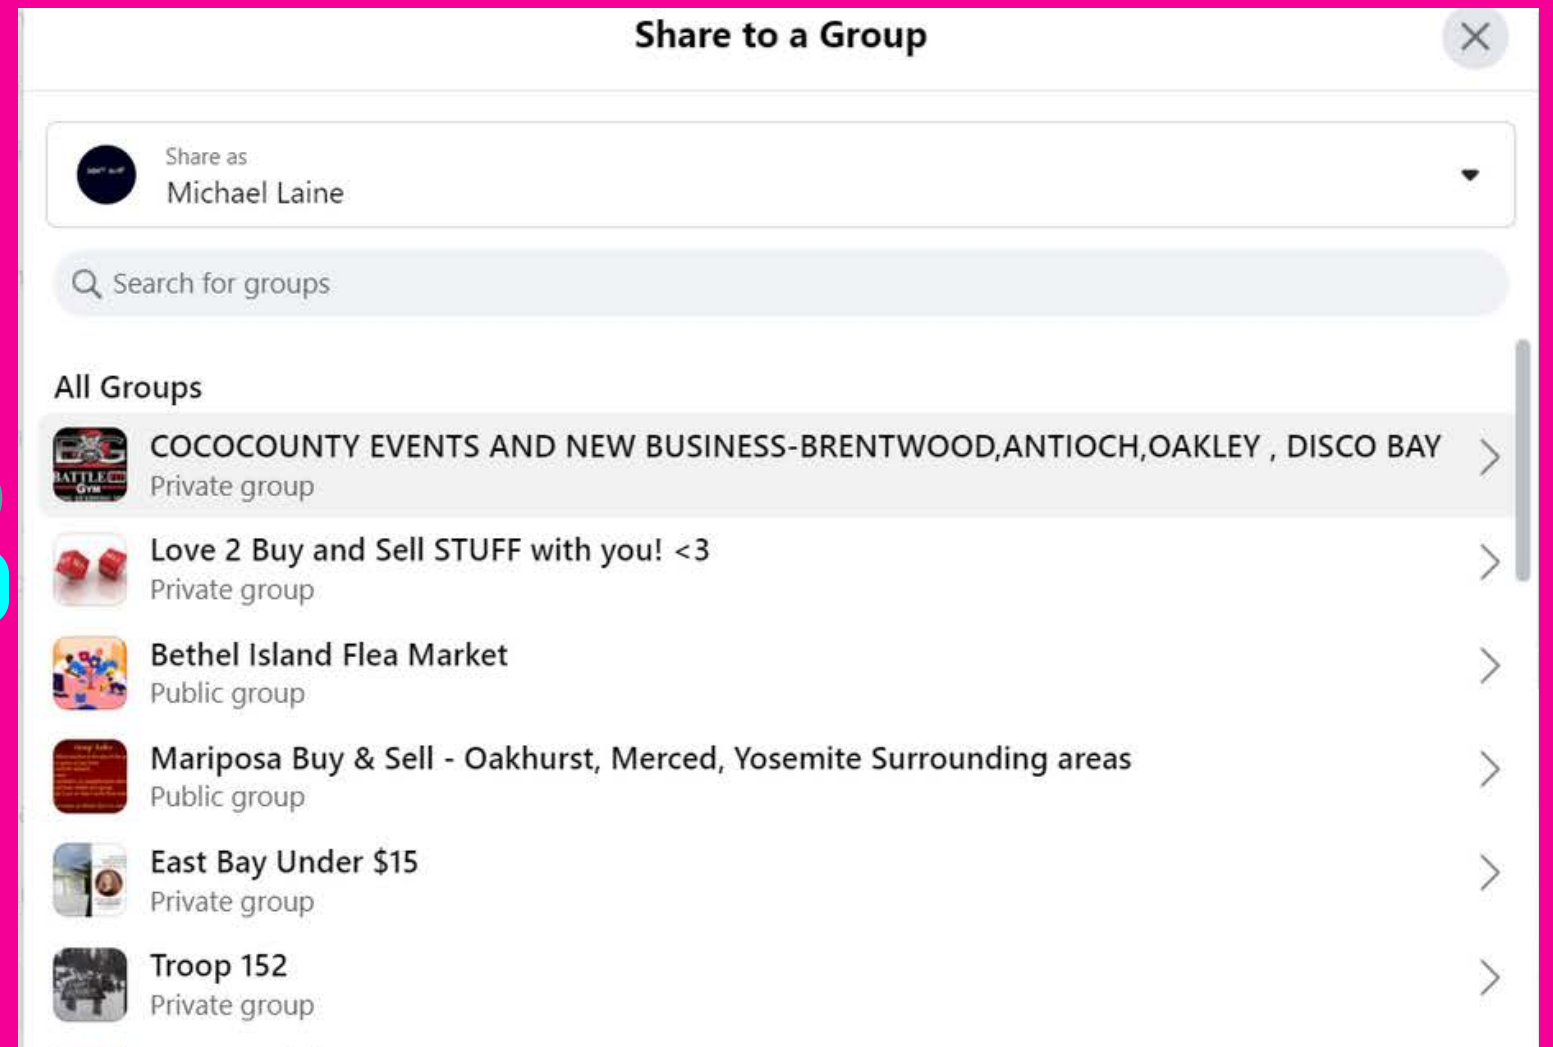 Share to a Group
Share as
Michael Laine
Search for groups
All Groups
COCOCOUNTY EVENTS AND NEW BUSINESS-BRENTWOOD,ANTIOCH,OAKLEY , DISCO BAY
Private group
BATTLE
GYM
Love 2 Buy and Sell STUFF with you! <3
Private group
Bethel Island Flea Market
Public group
Mariposa Buy & Sell - Oakhurst, Merced, Yosemite Surrounding areas
Public group
East Bay Under $15
Private group
Troop 152
Private group